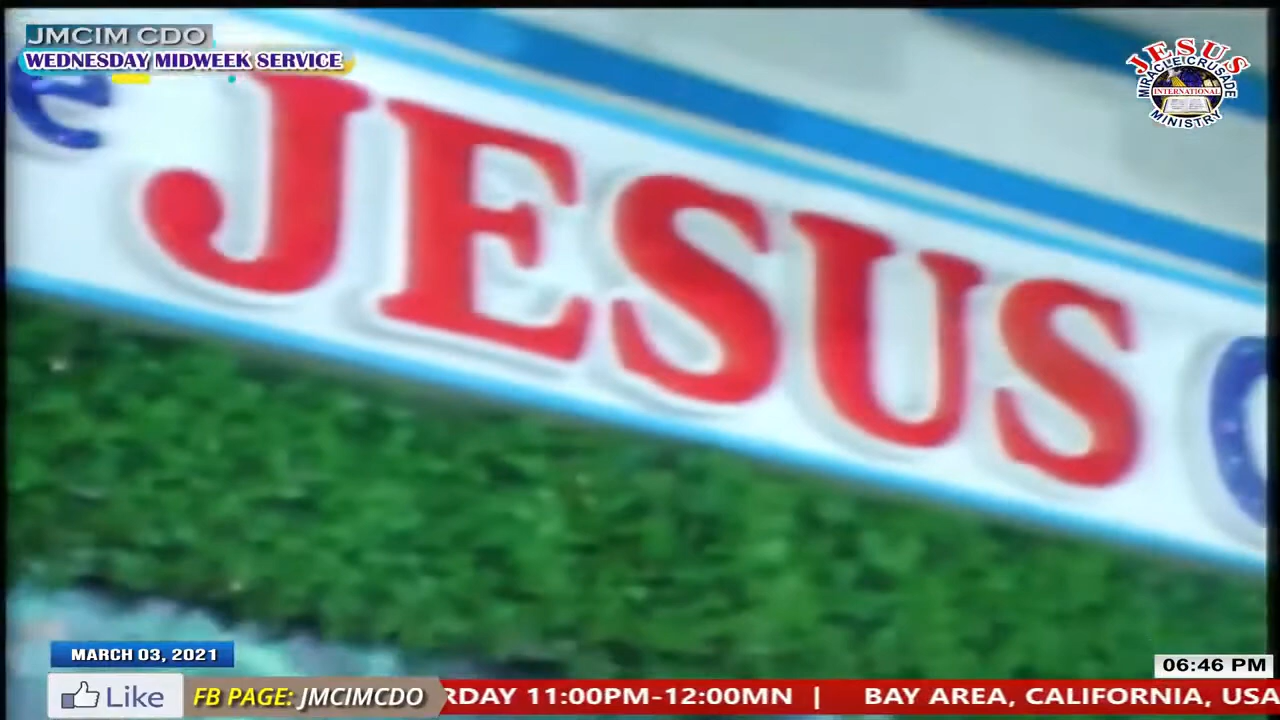 JMCIM CDO
WEDNESDAY MIDWEEK SERVICE
JESUS
MIRACLE CRUSADE
INTERNATIONAL
MINISTRY
e JESUS
MARCH 03, 2021
06:46 PM
Like
FB PAGE: JMCIMCDO
RDAY 11:00PM-12:00MN | BAY AREA, CALIFORNIA, USA